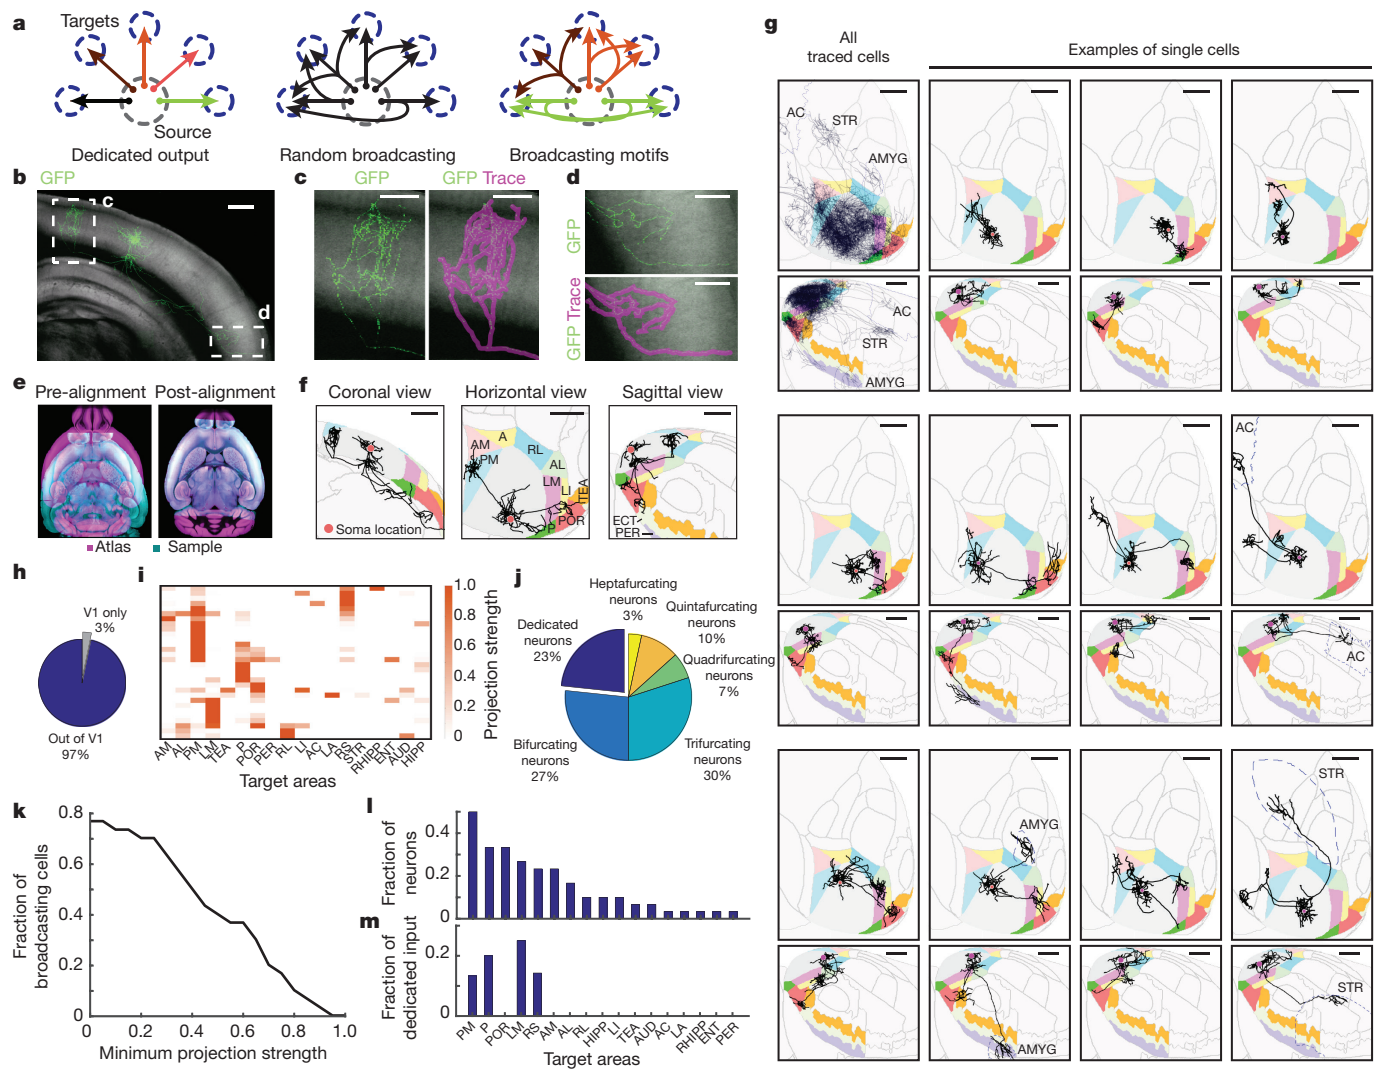 a
Targets
Source
Dedicated output
Random broadcasting
Broadcasting motifs
b
GFP
c
d
c
GFP
GFP Trace
d
GFP
GFP Trace
e
Pre-alignment
Post-alignment
Atlas
Sample
f
Coronal view
Horizontal view
Sagittal view
Soma location
AM
A
PM
RL
AL
LM
LI
TEA
POR
P
ECT
PER
g
All
traced cells
Examples of single cells
AC
STR
AMYG
AC
STR
AMYG
AC
AC
AMYG
STR
AMYG
STR
h
V1 only
3%
Out of V1
97%
i
1.0
0.8
0.6
0.4
0.2
0
Projection strength
AM
AL
PM
LM
TEA
P
POR
PER
RL
LI
AC
LA
RS
STR
RHIPP
ENT
AUD
HIPP
Target areas
j
Heptafurcating
neurons
3%
Quintafurcating
neurons
10%
Quadrifurcating
neurons
7%
Trifurcating
neurons
30%
Bifurcating
neurons
27%
Dedicated
neurons
23%
k
0.8
0.6
0.4
0.2
0
Fraction of
broadcasting cells
0
0.2
0.4
0.6
0.8
1.0
Minimum projection strength
l
0.4
0.2
0
Fraction of
neurons
m
0.2
0
Fraction of
dedicated input
PM
P
POR
LM
RS
AM
AL
RL
HIPP
LI
TEA
AUD
AC
LA
RHIPP
ENT
PER
Target areas